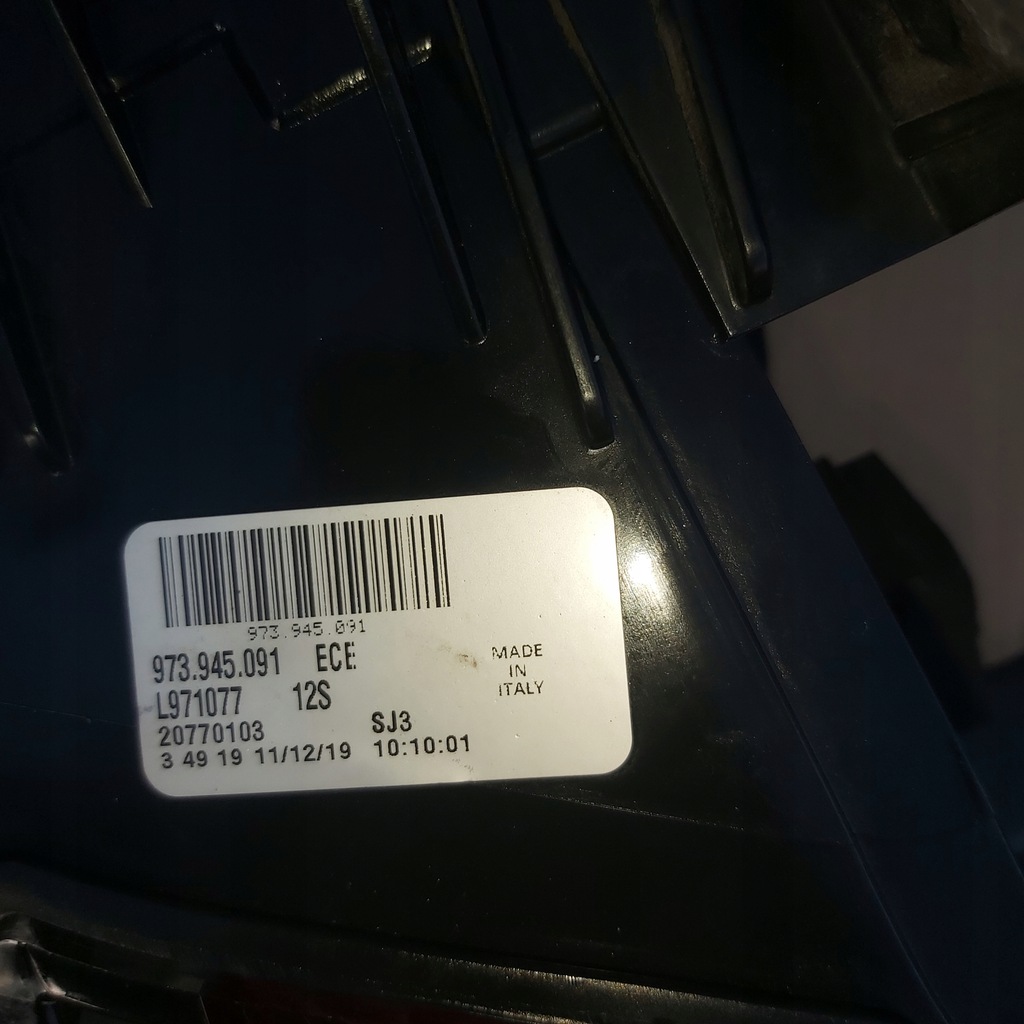 973.945.091
973.945.091 ECE
L971077 12S
20770103 SJ3
3 49 19 11/12/19 10:10:01
MADE
IN
ITALY